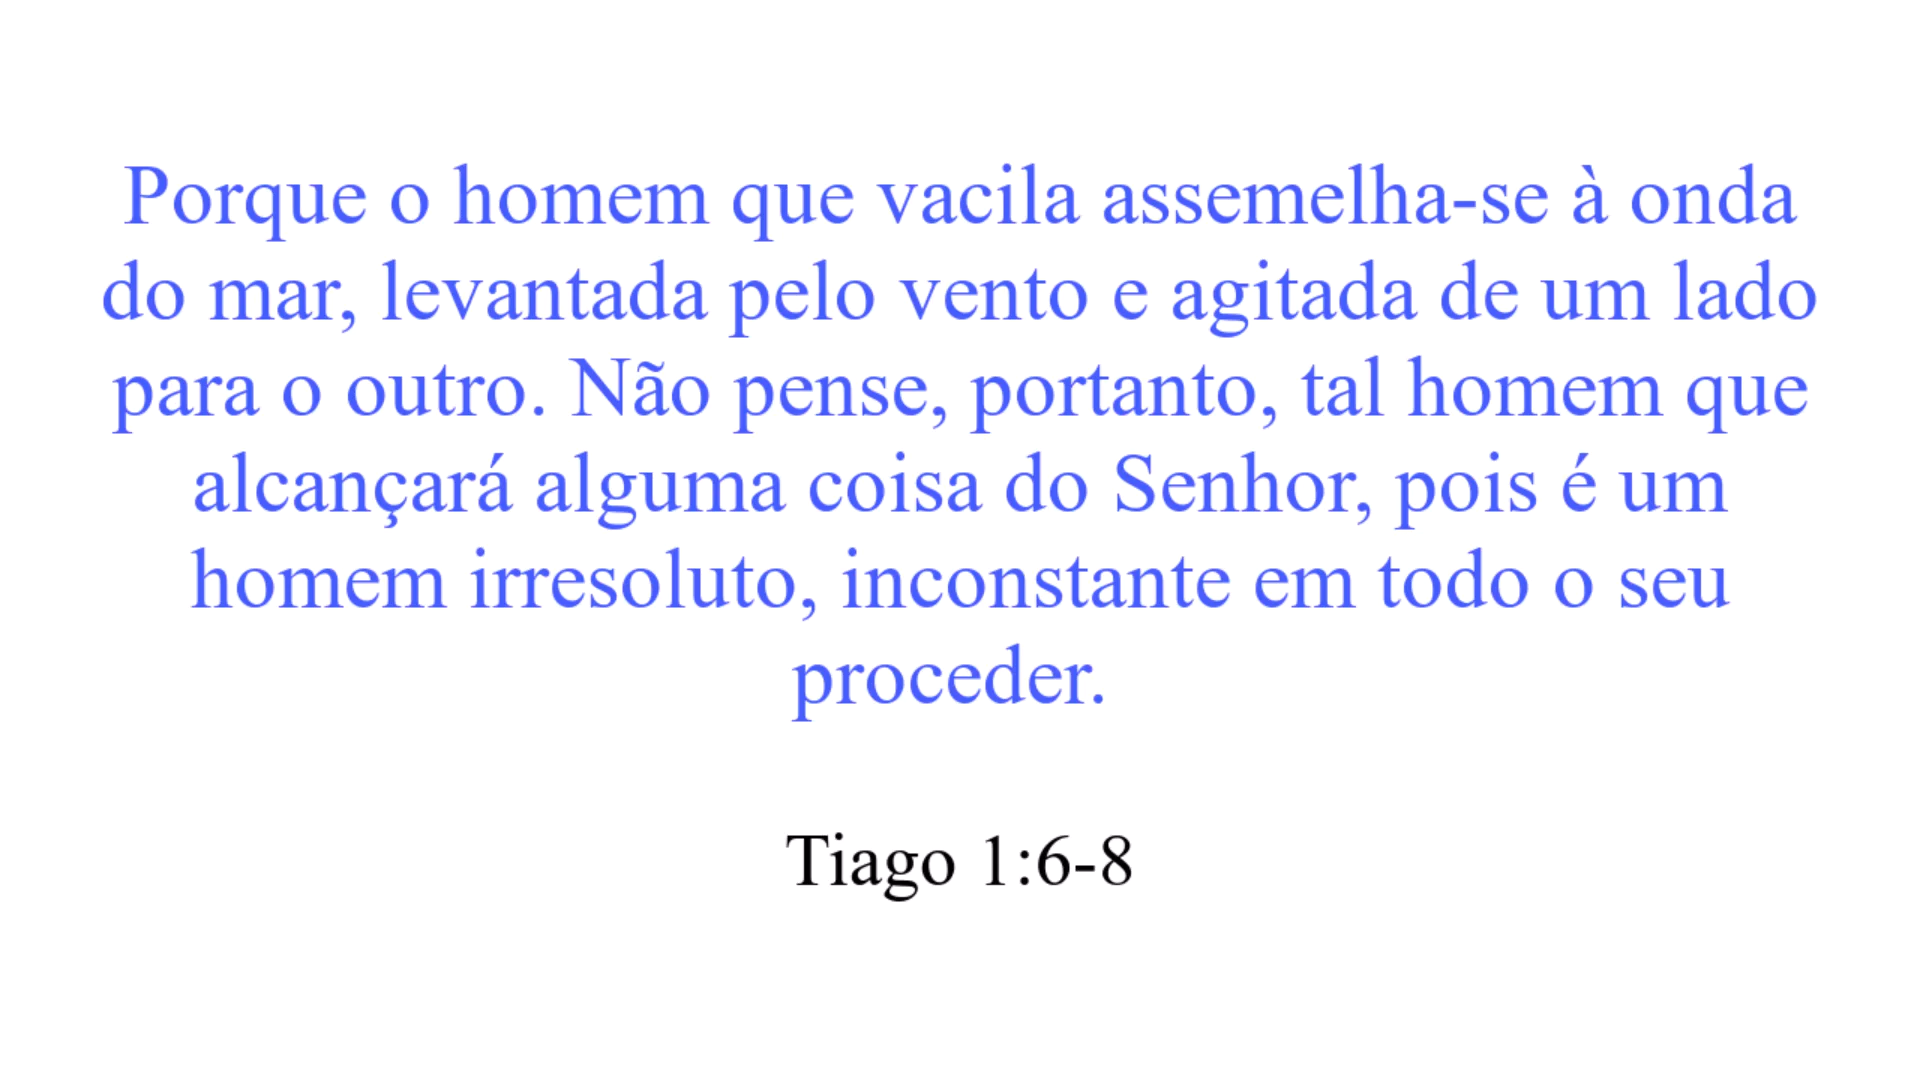 Porque o homem que vacila assemelha-se à onda
do mar, levantada pelo vento e agitada de um lado
para o outro. Não pense, portanto, tal homem que
alcançará alguma coisa do Senhor, pois é um
homem irresoluto, inconstante em todo o seu
proceder.
Tiago 1:6-8